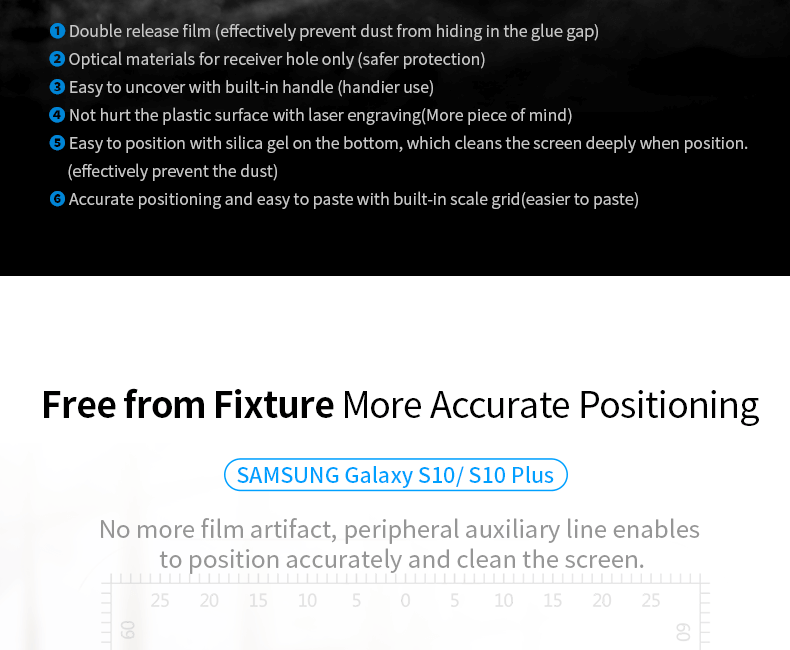 1 Double release film (effectively prevent dust from hiding in the glue gap)
2 Optical materials for receiver hole only (safer protection)
3 Easy to uncover with built-in handle (handier use)
4 Not hurt the plastic surface with laser engraving(More piece of mind)
5 Easy to position with silica gel on the bottom, which cleans the screen deeply when position.
(effectively prevent the dust)
6 Accurate positioning and easy to paste with built-in scale grid(easier to paste)
Free from Fixture More Accurate Positioning
SAMSUNG Galaxy S10/ S10 Plus
No more film artifact, peripheral auxiliary line enables
to position accurately and clean the screen.
25 20 15 10 5 0 5 10 15 20 25
60 60